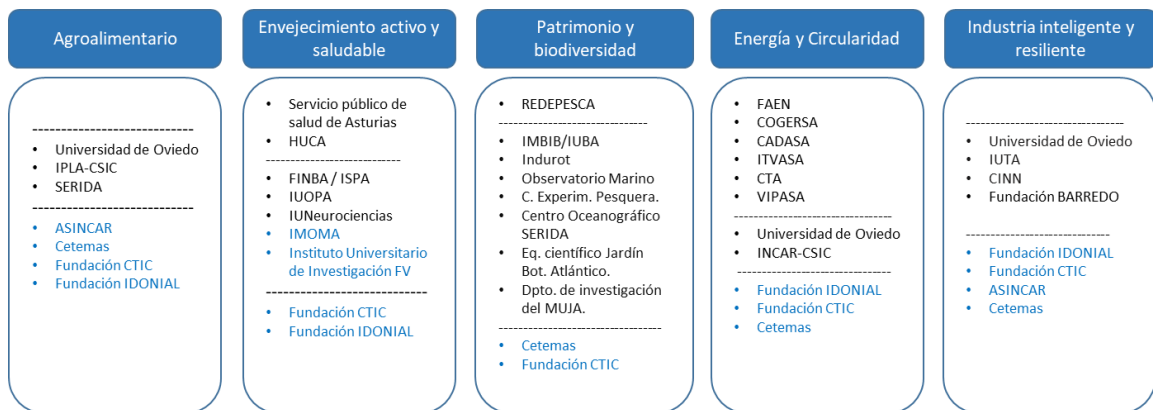 Agroalimentario
----------------------------
• Universidad de Oviedo
• IPLA-CSIC
• SERIDA
----------------------------
• ASINCAR
• Cetemas
• Fundación CTIC
• Fundación IDONIAL
Envejecimiento activo y
saludable
• Servicio público de
salud de Asturias
• HUCA
----------------------------
• FINBA / ISPA
• IUOPA
• IUNeurociencias
• IMOMA
• Instituto Universitario
de Investigación FV
----------------------------
• Fundación CTIC
• Fundación IDONIAL
Patrimonio y
biodiversidad
• REDEPESCA
-------------------------------
• IMBIB/IUBA
• Indurot
• Observatorio Marino
• C. Experim. Pesquera.
• Centro Oceanográfico
SERIDA
• Eq. científico Jardín
Bot. Atlántico.
• Dpto. de investigación
del MUJA.
----------------------------------
• Cetemas
• Fundación CTIC
Energía y Circularidad
• FAEN
• COGERSA
• CADASA
• ITVASA
• CTA
• VIPASA
---------------------------------
• Universidad de Oviedo
• INCAR-CSIC
--------------------------------
• Fundación IDONIAL
• Fundación CTIC
• Cetemas
Industria inteligente y
resiliente
---------------------------------
• Universidad de Oviedo
• IUTA
• CINN
• Fundación BARREDO
------------------------------
• Fundación IDONIAL
• Fundación CTIC
• ASINCAR
• Cetemas